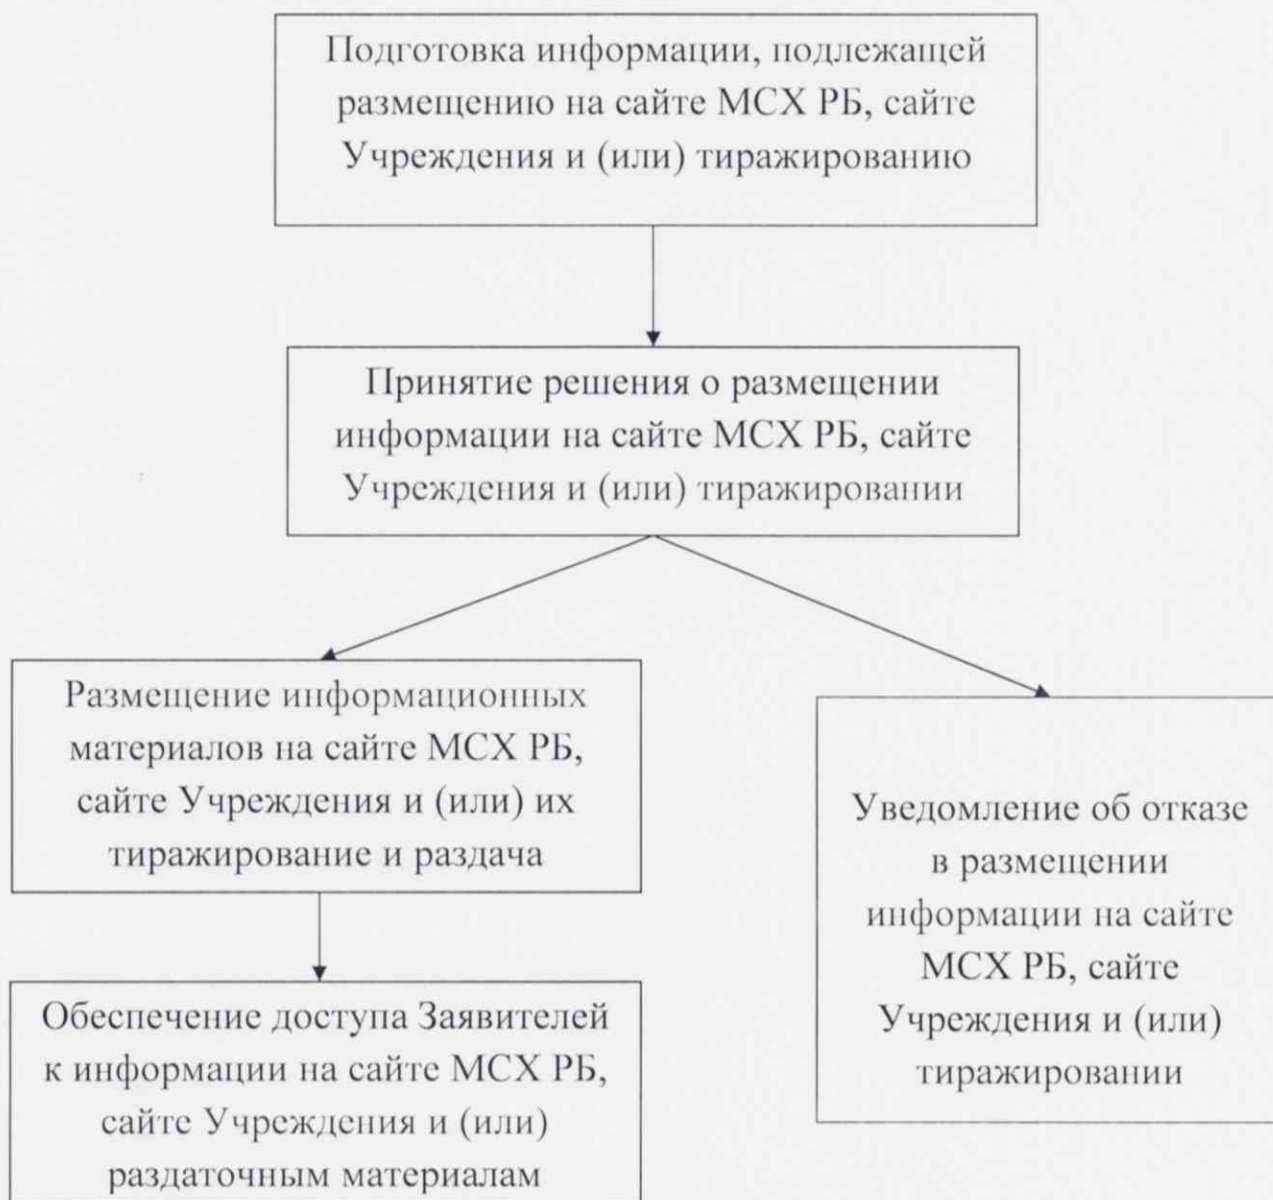 Подготовка информации, подлежащей
размещению на сайте МСХ РБ, сайте
Учреждения и (или) тиражированию
Принятие решения о размещении
информации на сайте МСХ РБ, сайте
Учреждения и (или) тиражировании
Размещение информационных
материалов на сайте МСХ РБ,
сайте Учреждения и (или) их
тиражирование и раздача
Обеспечение доступа Заявителей
к информации на сайте МСХ РБ,
сайте Учреждения и (или)
раздаточным материалам
Уведомление об отказе
в размещении
информации на сайте
МСХ РБ, сайте
Учреждения и (или)
тиражировании